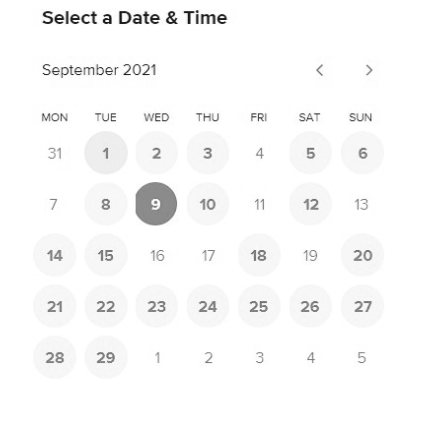 Select a Date & Time
September 2021
MON TUE WED THU FRI SAT SUN
31 1 2 3 4 5 6
7 8 9 10 11 12 13
14 15 16 17 18 19 20
21 22 23 24 25 26 27
28 29 1 2 3 4 5